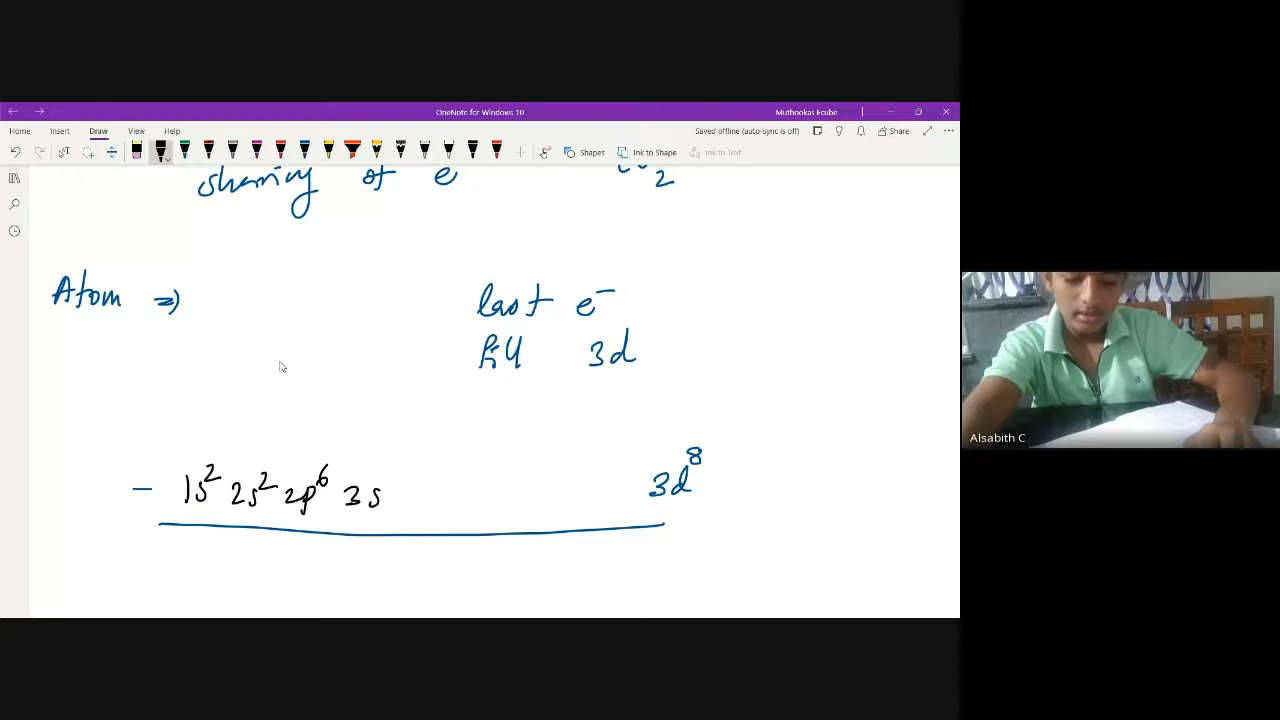 OneNote for Windows 10
Muthookas Ecube
Home Insert Draw View Help
Saved offline (auto-sync is off)
Share
Shapes
Ink to Shape
Ink to Text
sharing of e
2
Atom ⇒
last e⁻
fill 3d
– 1s² 2s² 2p⁶ 3s 3d⁸
Alsabith C